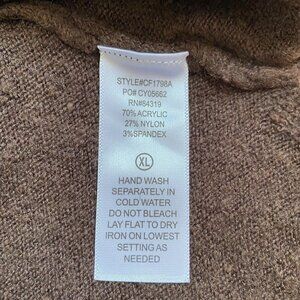 STYLE#CF1798A
PO# CY05662
RN#84319
70% ACRYLIC
27% NYLON
3%SPANDEX
XL
HAND WASH
SEPARATELY IN
COLD WATER
DO NOT BLEACH
LAY FLAT TO DRY
IRON ON LOWEST
SETTING AS
NEEDED